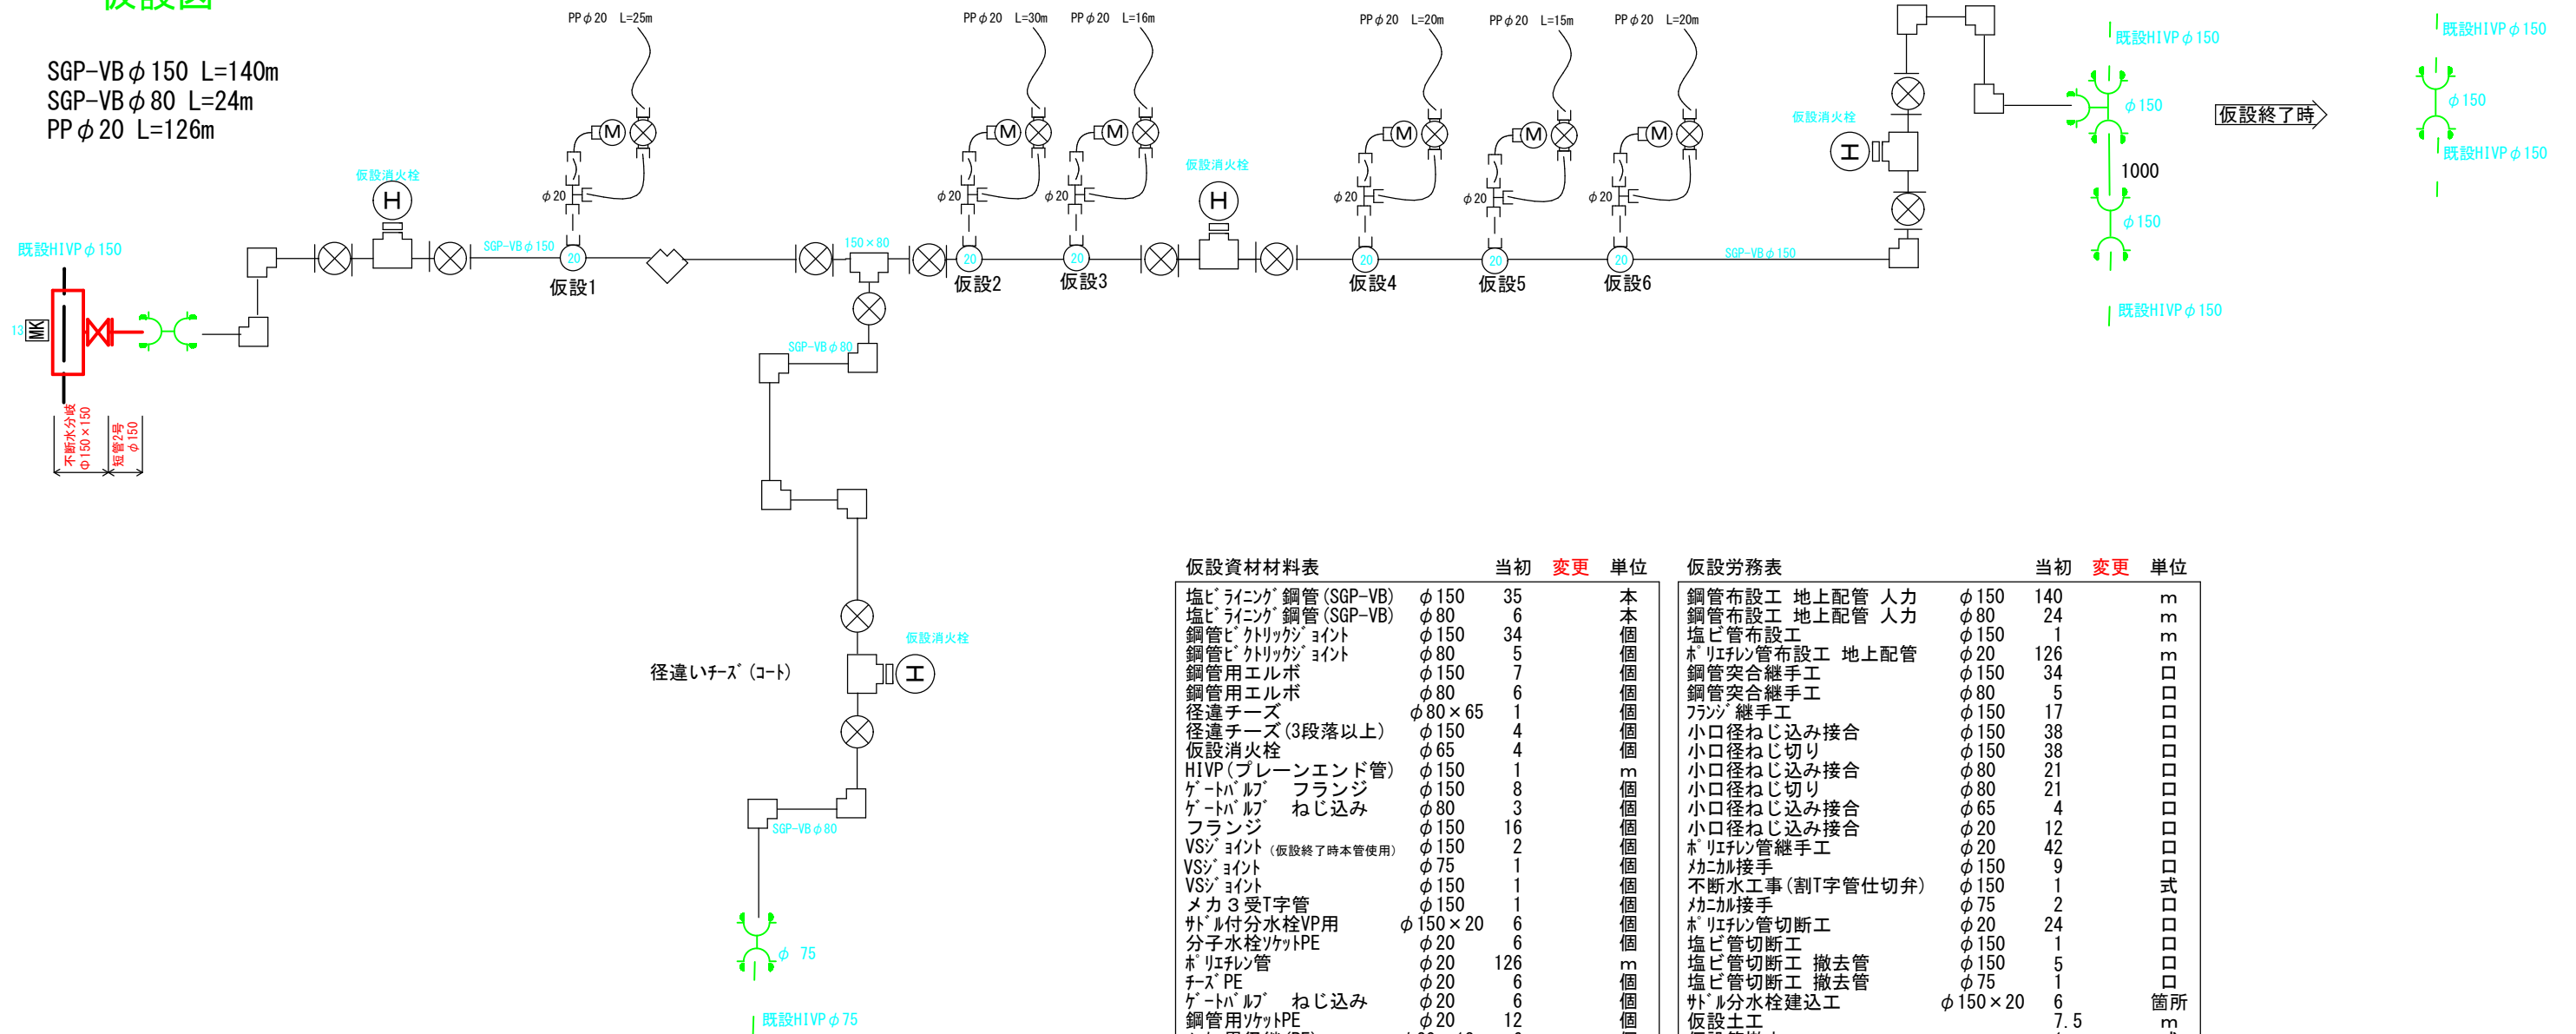 仮設図
SGP-VBφ150 L=140m
SGP-VBφ80 L=24m
PPφ20 L=126m
PPφ20 L=25m
PPφ20 L=30m
PPφ20 L=16m
PPφ20 L=20m
PPφ20 L=15m
PPφ20 L=20m
M
M
M
M
M
M
φ20
φ20
φ20
φ20
φ20
φ20
既設HIVPφ150
13
MK
不断水分岐
Φ150×150
短管2号
φ150
仮設消火栓
H
SGP-VBφ150
20
仮設1
150×80
20
仮設2
20
仮設3
仮設消火栓
H
20
仮設4
20
仮設5
20
仮設6
SGP-VBφ150
仮設消火栓
H
既設HIVPφ150
φ150
1000
φ150
既設HIVPφ150
仮設終了時
既設HIVPφ150
φ150
既設HIVPφ150
SGP-VBφ80
径違いチーズ(コート)
仮設消火栓
H
SGP-VBφ80
φ 75
既設HIVPφ75
仮設資材材料表 当初 変更 単位
塩ビライニング鋼管(SGP-VB) φ150 35 本
塩ビライニング鋼管(SGP-VB) φ80 6 本
鋼管ビクトリックジョイント φ150 34 個
鋼管ビクトリックジョイント φ80 5 個
鋼管用エルボ φ150 7 個
鋼管用エルボ φ80 6 個
径違チーズ φ80×65 1 個
径違チーズ(3段落以上) φ150 4 個
仮設消火栓 φ65 4 個
HIVP(プレーンエンド管) φ150 1 m
ゲートバルブ フランジ φ150 8 個
ゲートバルブ ねじ込み φ80 3 個
フランジ φ150 16 個
VSジョイント(仮設終了時本管使用) φ150 2 個
VSジョイント φ75 1 個
VSジョイント φ150 1 個
メカ3受T字管 φ150 1 個
サドル付分水栓VP用 φ150×20 6 個
分子水栓ソケットPE φ20 6 個
ポリエチレン管 φ20 126 m
チーズPE φ20 6 個
ゲートバルブ ねじ込み φ20 6 個
鋼管用ソケットPE φ20 12 個
仮設労務表 当初 変更 単位
鋼管布設工 地上配管 人力 φ150 140 m
鋼管布設工 地上配管 人力 φ80 24 m
塩ビ管布設工 φ150 1 m
ポリエチレン管布設工 地上配管 φ20 126 m
鋼管突合継手工 φ150 34 口
鋼管突合継手工 φ80 5 口
フランジ継手工 φ150 17 口
小口径ねじ込み接合 φ150 38 口
小口径ねじ切り φ150 38 口
小口径ねじ込み接合 φ80 21 口
小口径ねじ切り φ80 21 口
小口径ねじ込み接合 φ65 4 口
小口径ねじ込み接合 φ20 12 口
ポリエチレン管継手工 φ20 42 口
メカニカル接手 φ150 9 口
不断水工事(割T字管仕切弁) φ150 1 式
メカニカル接手 φ75 2 口
ポリエチレン管切断工 φ20 24 口
塩ビ管切断工 φ150 1 口
塩ビ管切断工 撤去管 φ150 5 口
塩ビ管切断工 撤去管 φ75 1 口
サドル分水栓建込工 φ150×20 6 箇所
仮設土工 7.5 m